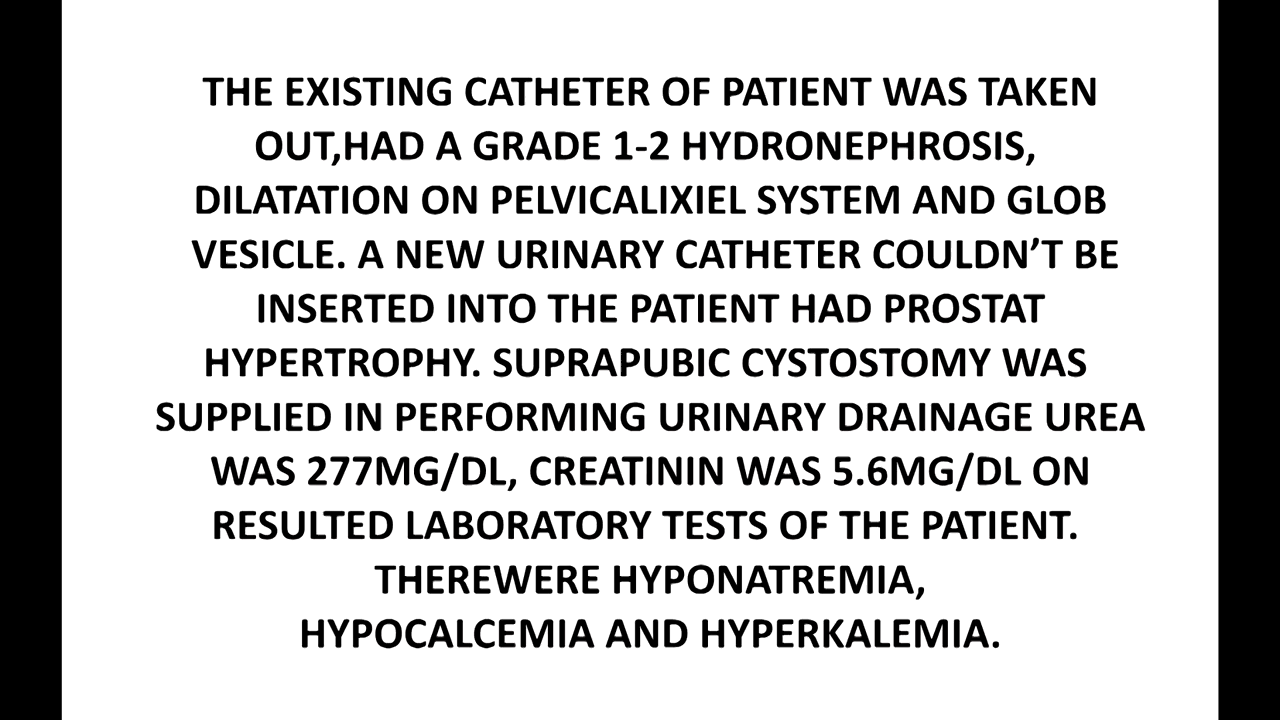 THE EXISTING CATHETER OF PATIENT WAS TAKEN
OUT,HAD A GRADE 1-2 HYDRONEPHROSIS,
DILATATION ON PELVICALIXIEL SYSTEM AND GLOB
VESICLE. A NEW URINARY CATHETER COULDN’T BE
INSERTED INTO THE PATIENT HAD PROSTAT
HYPERTROPHY. SUPRAPUBIC CYSTOSTOMY WAS
SUPPLIED IN PERFORMING URINARY DRAINAGE UREA
WAS 277MG/DL, CREATININ WAS 5.6MG/DL ON
RESULTED LABORATORY TESTS OF THE PATIENT.
THEREWERE HYPONATREMIA,
HYPOCALCEMIA AND HYPERKALEMIA.